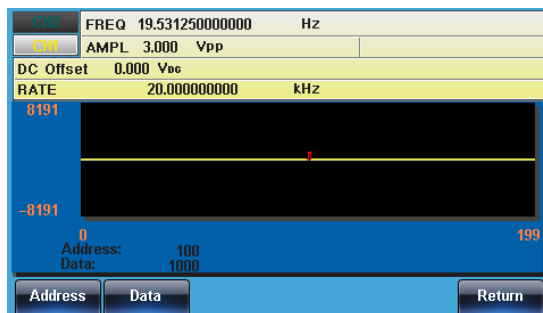 CH2 FREQ 19.531250000000 Hz
CH1 AMPL 3.000 Vpp
DC Offset 0.000 VDC
RATE 20.000000000 kHz
8191
-8191
0 199
Address: 100
Data: 1000
Address Data Return